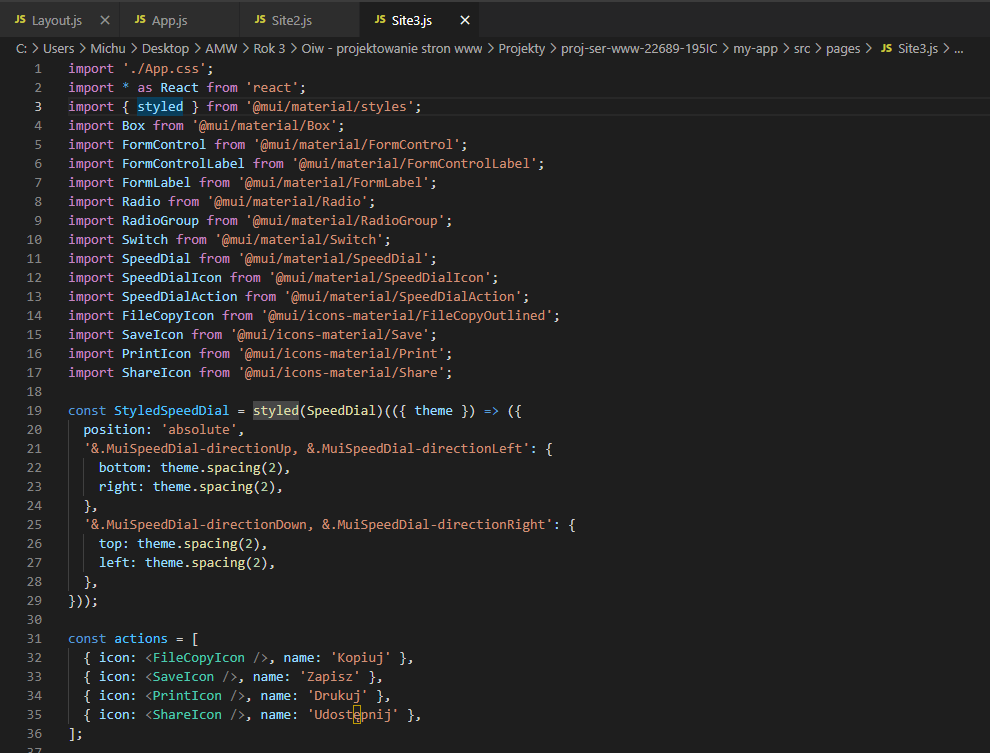 JS Layout.js × JS App.js JS Site2.js JS Site3.js ×
C: > Users > Michu > Desktop > AMW > Rok 3 > Oiw - projektowanie stron www > Projekty > proj-ser-www-22689-195IC > my-app > src > pages > JS Site3.js > ...
1 import './App.css';
2 import * as React from 'react';
3 import { styled } from '@mui/material/styles';
4 import Box from '@mui/material/Box';
5 import FormControl from '@mui/material/FormControl';
6 import FormControlLabel from '@mui/material/FormControlLabel';
7 import FormLabel from '@mui/material/FormLabel';
8 import Radio from '@mui/material/Radio';
9 import RadioGroup from '@mui/material/RadioGroup';
10 import Switch from '@mui/material/Switch';
11 import SpeedDial from '@mui/material/SpeedDial';
12 import SpeedDialIcon from '@mui/material/SpeedDialIcon';
13 import SpeedDialAction from '@mui/material/SpeedDialAction';
14 import FileCopyIcon from '@mui/icons-material/FileCopyOutlined';
15 import SaveIcon from '@mui/icons-material/Save';
16 import PrintIcon from '@mui/icons-material/Print';
17 import ShareIcon from '@mui/icons-material/Share';
18
19 const StyledSpeedDial = styled(SpeedDial)(({ theme }) => ({
20 position: 'absolute',
21 '&.MuiSpeedDial-directionUp, &.MuiSpeedDial-directionLeft': {
22 bottom: theme.spacing(2),
23 right: theme.spacing(2),
24 },
25 '&.MuiSpeedDial-directionDown, &.MuiSpeedDial-directionRight': {
26 top: theme.spacing(2),
27 left: theme.spacing(2),
28 },
29 }));
30
31 const actions = [
32 { icon: <FileCopyIcon />, name: 'Kopiuj' },
33 { icon: <SaveIcon />, name: 'Zapisz' },
34 { icon: <PrintIcon />, name: 'Drukuj' },
35 { icon: <ShareIcon />, name: 'Udostępnij' },
36 ];
37